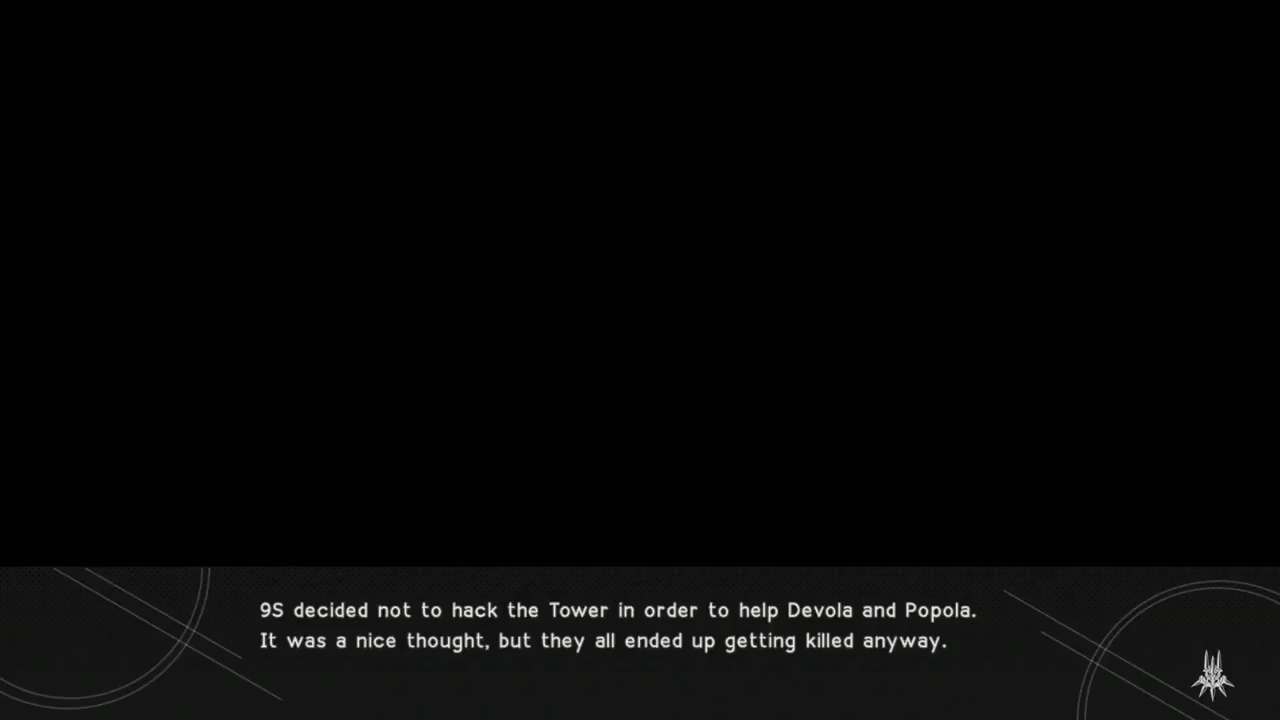 9S decided not to hack the Tower in order to help Devola and Popola.
It was a nice thought, but they all ended up getting killed anyway.